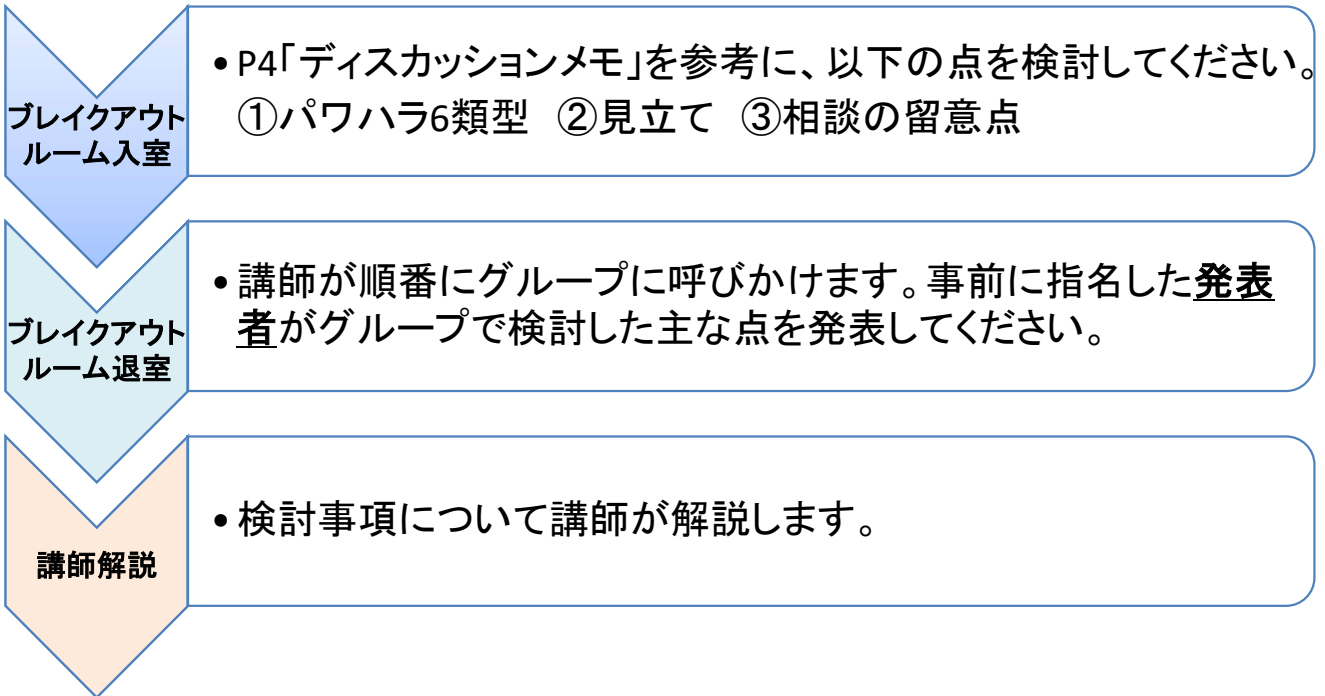 ブレイクアウト
ルーム入室
• P4「ディスカッションメモ」を参考に、以下の点を検討してください。
①パワハラ6類型　②見立て　③相談の留意点
ブレイクアウト
ルーム退室
• 講師が順番にグループに呼びかけます。事前に指名した発表
者がグループで検討した主な点を発表してください。
講師解説
• 検討事項について講師が解説します。